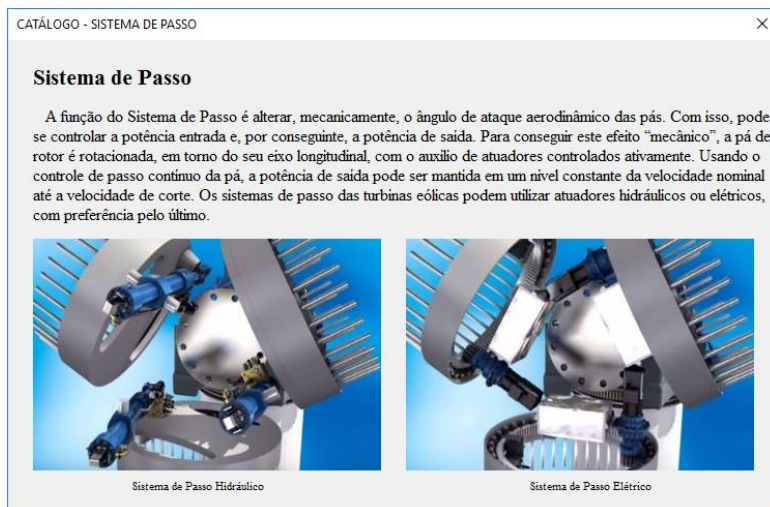 CATÁLOGO - SISTEMA DE PASSO
Sistema de Passo
A função do Sistema de Passo é alterar, mecanicamente, o ângulo de ataque aerodinâmico das pás. Com isso, pode
se controlar a potência entrada e, por conseguinte, a potência de saída. Para conseguir este efeito “mecânico”, a pá de
rotor é rotacionada, em torno do seu eixo longitudinal, com o auxílio de atuadores controlados ativamente. Usando o
controle de passo contínuo da pá, a potência de saída pode ser mantida em um nível constante da velocidade nominal
até a velocidade de corte. Os sistemas de passo das turbinas eólicas podem utilizar atuadores hidráulicos ou elétricos,
com preferência pelo último.
Sistema de Passo Hidráulico
Sistema de Passo Elétrico